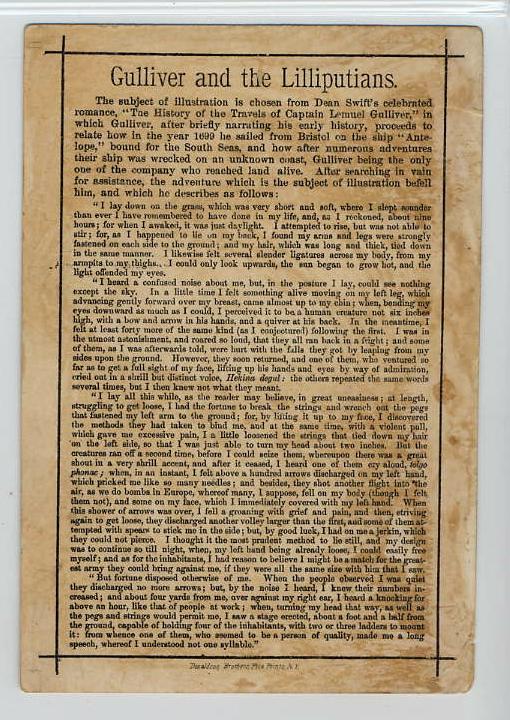 Gulliver and the Lilliputians.
The subject of illustration is chosen from Dean Swift's celebrated
romance, "The History of the Travels of Captain Lemuel Gulliver," in
which Gulliver, after briefly narrating his early history, proceeds to
relate how in the year 1699 he sailed from Bristol on the ship "Ante-
lope," bound for the South Seas, and how after numerous adventures
their ship was wrecked on an unknown coast, Gulliver being the only
one of the company who reached land alive. After searching in vain
for assistance, the adventure which is the subject of illustration befell
him, and which he describes as follows:
"I lay down on the grass, which was very short and soft, where I slept sounder
than ever I have remembered to have done in my life, and, as I reckoned, about nine
hours; for when I awaked, it was just daylight. I attempted to rise, but was not able to
stir; for, as I happened to lie on my back, I found my arms and legs were strongly
fastened on each side to the ground; and my hair, which was long and thick, tied down
in the same manner. I likewise felt several slender ligatures across my body, from my
armpits to my thighs. I could only look upwards, the sun began to grow hot, and the
light offended my eyes.
"I heard a confused noise about me, but, in the posture I lay, could see nothing
except the sky. In a little time I felt something alive moving on my left leg, which
advancing gently forward over my breast, came almost up to my chin; when, bending my
eyes downward as much as I could, I perceived it to be a human creature not six inches
high, with a bow and arrow in his hands, and a quiver at his back. In the meantime, I
felt at least forty more of the same kind (as I conjectured) following the first. I was in
the utmost astonishment, and roared so loud, that they all ran back in a fright; and some
of them, as I was afterwards told, were hurt with the falls they got by leaping from my
sides upon the ground. However, they soon returned, and one of them, who ventured so
far as to get a full sight of my face, lifting up his hands and eyes by way of admiration,
cried out in a shrill but distinct voice, Hekina degul: the others repeated the same words
several times, but I then knew not what they meant.
"I lay all this while, as the reader may believe, in great uneasiness; at length,
struggling to get loose, I had the fortune to break the strings and wrench out the pegs
that fastened my left arm to the ground; for, by lifting it up to my face, I discovered
the methods they had taken to bind me, and at the same time, with a violent pull,
which gave me excessive pain, I a little loosened the strings that tied down my hair
on the left side, so that I was just able to turn my head about two inches. But the
creatures ran off a second time, before I could seize them, whereupon there was a great
shout in a very shrill accent, and after it ceased, I heard one of them cry aloud, tolgo
phonac; when, in an instant, I felt above a hundred arrows discharged on my left hand,
which pricked me like so many needles; and besides, they shot another flight into the
air, as we do bombs in Europe, whereof many, I suppose, fell on my body (though I felt
them not), and some on my face, which I immediately covered with my left hand. When
this shower of arrows was over, I fell a groaning with grief and pain, and then, striving
again to get loose, they discharged another volley larger than the first, and some of them at-
tempted with spears to stick me in the side; but, by good luck, I had on me a jerkin, which
they could not pierce. I thought it the most prudent method to lie still, and my design
was to continue so till night, when, my left hand being already loose, I could easily free
myself; and as for the inhabitants, I had reason to believe I might be a match for the great-
est army they could bring against me, if they were all the same size with him that I saw.
"But fortune disposed otherwise of me. When the people observed I was quiet
they discharged no more arrows; but, by the noise I heard, I knew their numbers in-
creased; and about four yards from me, over against my right ear, I heard a knocking for
above an hour, like that of people at work; when, turning my head that way, as well as
the pegs and strings would permit me, I saw a stage erected, about a foot and a half from
the ground, capable of holding four of the inhabitants, with two or three ladders to mount
it: from whence one of them, who seemed to be a person of quality, made me a long
speech, whereof I understood not one syllable."
Donaldson Brothers, Five Points, N.Y.